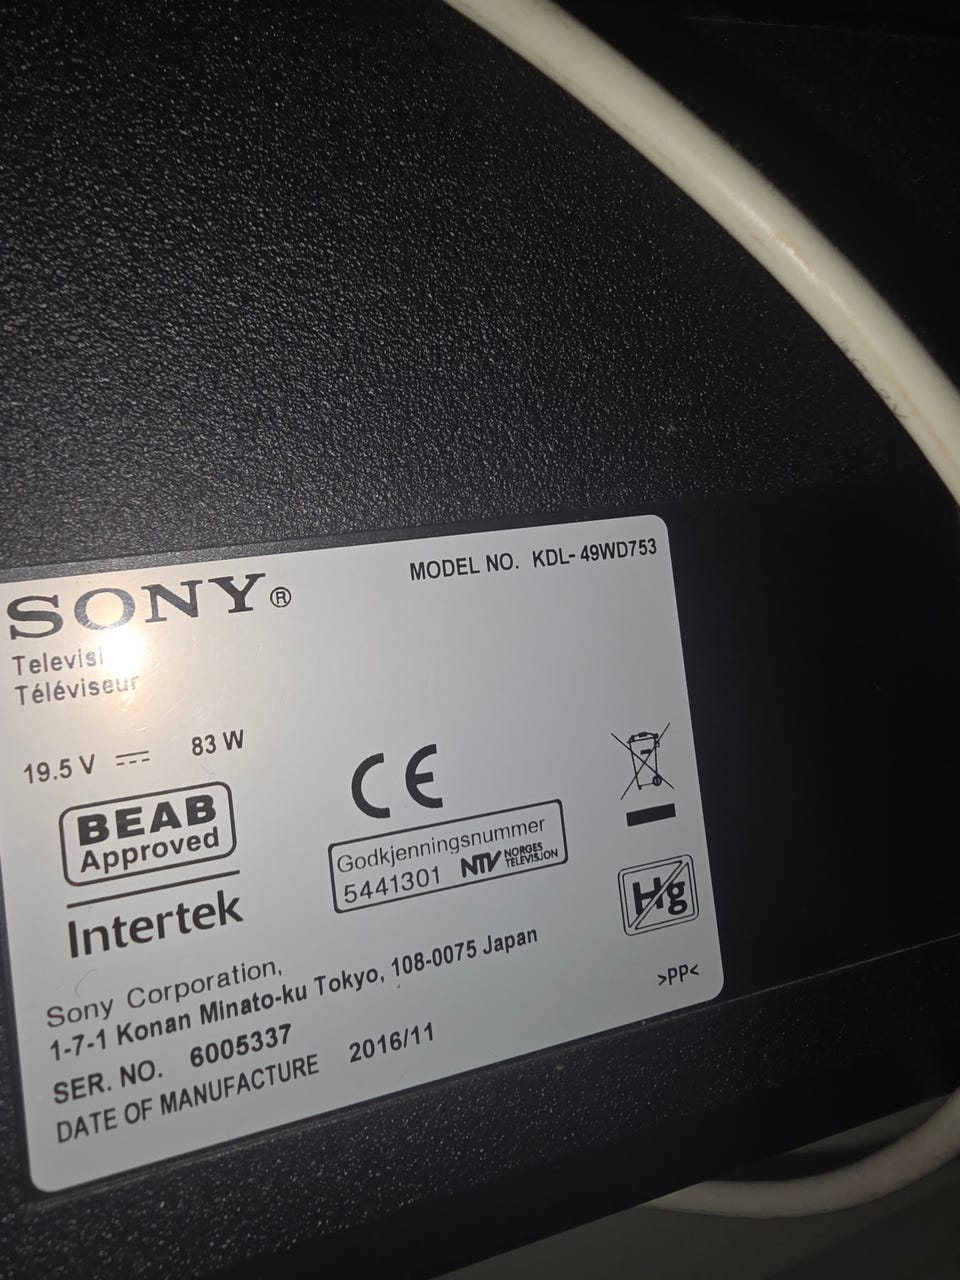 MODEL NO. KDL-49WD753
SONY®
Televisi
Téléviseur
19.5 V ⎓ 83 W
CE
BEAB
Approved
Intertek
Godkjenningsnummer
5441301 NTV NORGES TELEVISJON
Hg
Sony Corporation,
1-7-1 Konan Minato-ku Tokyo, 108-0075 Japan
>PP<
SER. NO. 6005337
DATE OF MANUFACTURE 2016/11